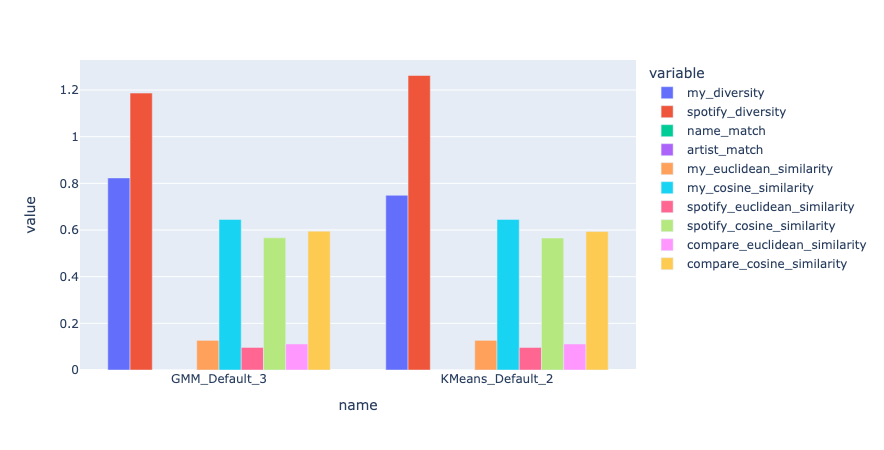 1.2
1
0.8
0.6
0.4
0.2
0
value
GMM_Default_3
KMeans_Default_2
name
variable
my_diversity
spotify_diversity
name_match
artist_match
my_euclidean_similarity
my_cosine_similarity
spotify_euclidean_similarity
spotify_cosine_similarity
compare_euclidean_similarity
compare_cosine_similarity